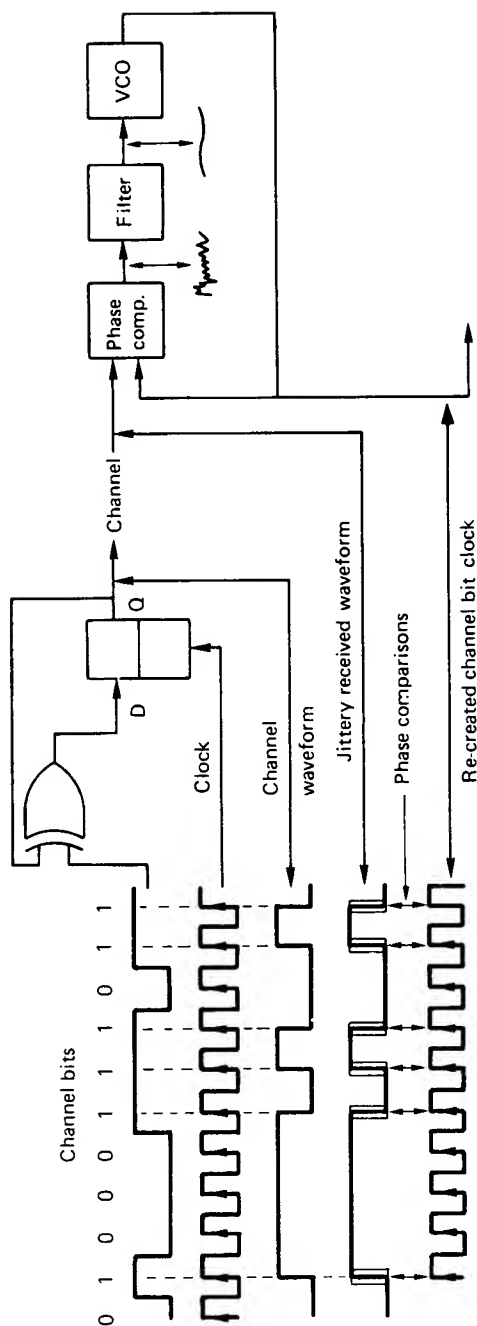 Channel bits
0 1 0 0 0 1 1 1 0 1 1
D
Q
Clock
Channel
waveform
Channel
Jittery received waveform
Phase comparisons
Re-created channel bit clock
Phase
comp.
Filter
VCO